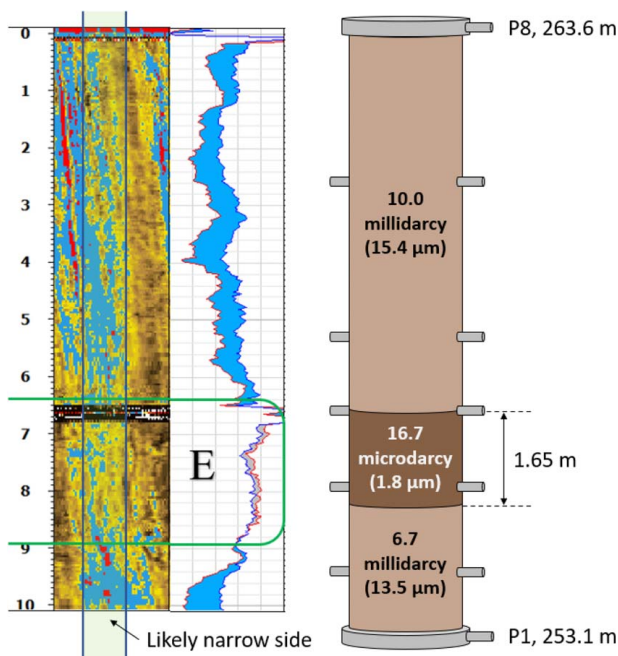 0
1
2
3
4
5
6
7
8
9
10
E
Likely narrow side
P8, 263.6 m
10.0
millidarcy
(15.4 µm)
16.7
microdarcy
(1.8 µm)
1.65 m
6.7
millidarcy
(13.5 µm)
P1, 253.1 m